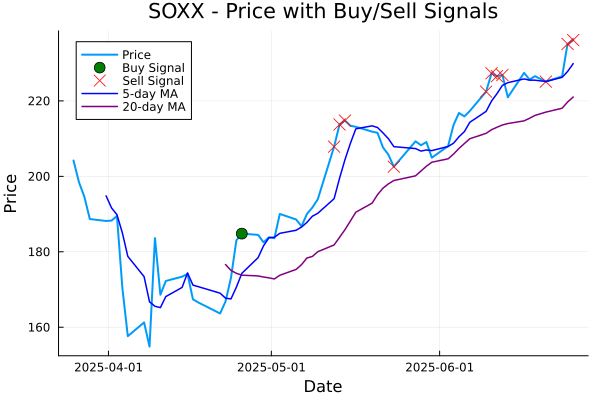 SOXX - Price with Buy/Sell Signals
Price
Buy Signal
Sell Signal
5-day MA
20-day MA
Price
220
200
180
160
2025-04-01 2025-05-01 2025-06-01
Date